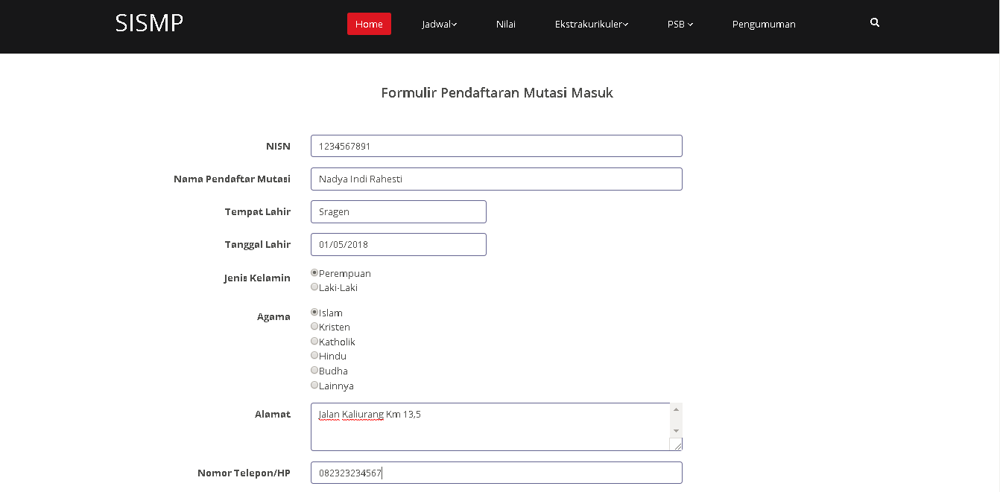 SISMP
Home Jadwal Nilai Ekstrakurikuler PSB Pengumuman
Formulir Pendaftaran Mutasi Masuk
NISN 1234567891
Nama Pendaftar Mutasi Nadya Indi Rahesti
Tempat Lahir Sragen
Tanggal Lahir 01/05/2018
Jenis Kelamin Perempuan
Laki-Laki
Agama Islam
Kristen
Katholik
Hindu
Budha
Lainnya
Alamat Jalan Kaliurang Km 13,5
Nomor Telepon/HP 082323234567